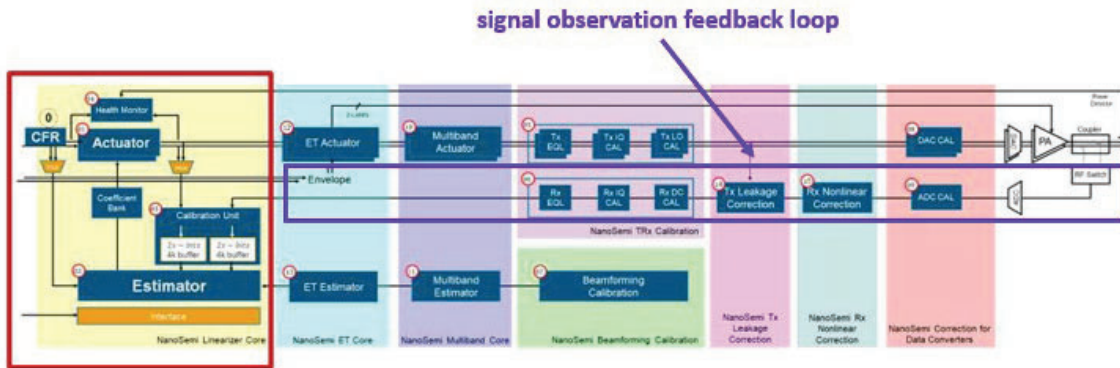 signal observation feedback loop
Health Monitor
0
CFR
Actuator
ET Actuator
Multiband
Actuator
Tx
EQL
Tx IQ
CAL
Tx LO
CAL
DAC CAL
PA
Power
Detector
Coupler
RF Switch
Envelope
Coefficient
Bank
Calibration Unit
4k buffer
4k buffer
Rx
EQL
Rx IQ
CAL
Rx DC
CAL
Tx Leakage
Correction
Rx Nonlinear
Correction
ADC CAL
ADC
NanoSemi TRx Calibration
Estimator
Interface
ET Estimator
Multiband
Estimator
Beamforming
Calibration
NanoSemi Linearizer Core
NanoSemi ET Core
NanoSemi Multiband Core
NanoSemi Beamforming Calibration
NanoSemi Tx
Leakage
Correction
NanoSemi Rx
Nonlinear
Correction
NanoSemi Correction for
Data Converters